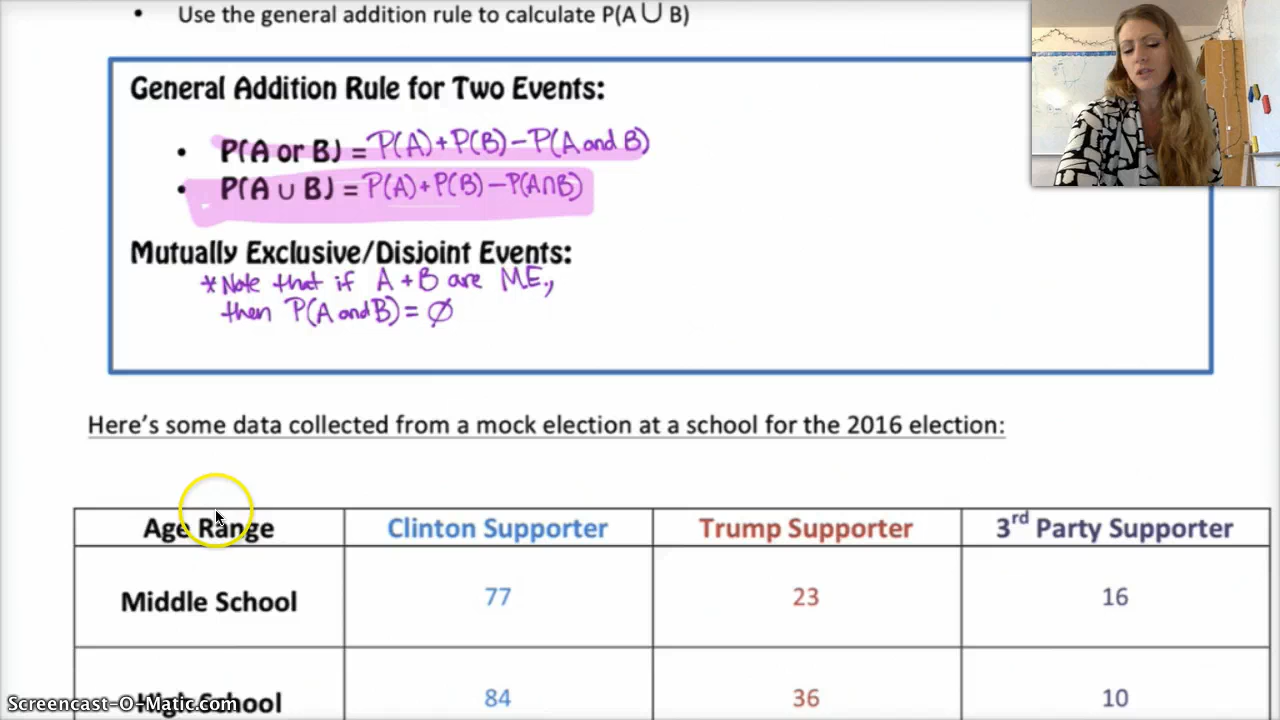 • Use the general addition rule to calculate P(A ∪ B)
General Addition Rule for Two Events:
• P(A or B) = P(A)+P(B)-P(A and B)
• P(A ∪ B) = P(A)+P(B)-P(A∩B)
Mutually Exclusive/Disjoint Events:
*Note that if A + B are ME.,
then P(A and B) = ∅
Here's some data collected from a mock election at a school for the 2016 election:
Age Range Clinton Supporter Trump Supporter 3rd Party Supporter
Middle School 77 23 16
High School 84 36 10
Screencast-O-Matic.com